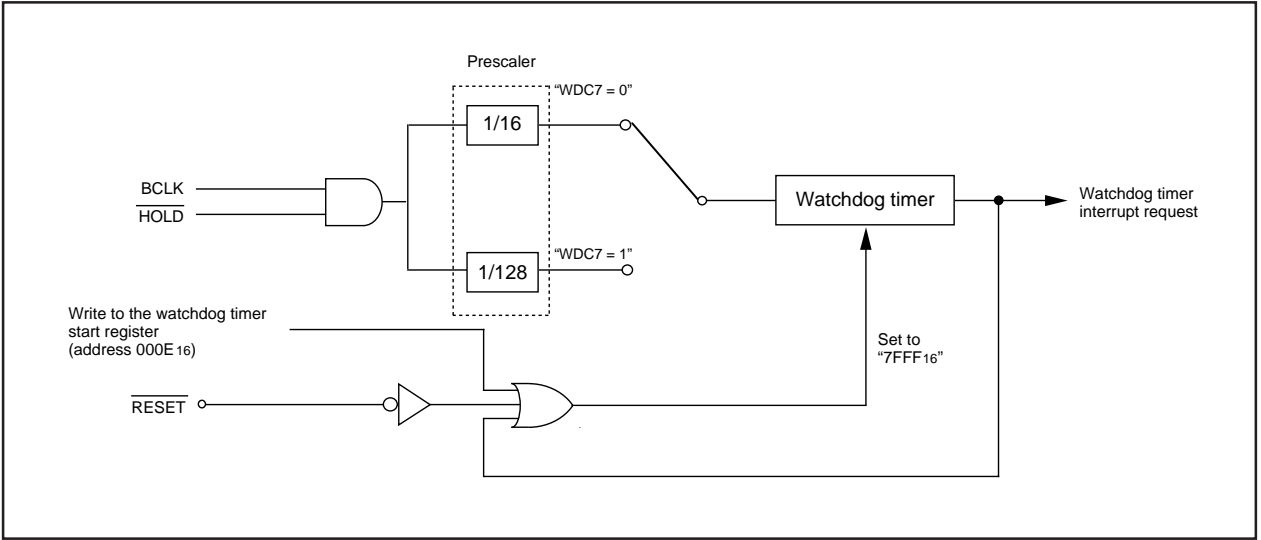 Prescaler
“WDC7 = 0”
1/16
BCLK
HOLD
Watchdog timer
Watchdog timer
interrupt request
“WDC7 = 1”
1/128
Write to the watchdog timer
start register
(address 000E16)
Set to
“7FFF16”
RESET